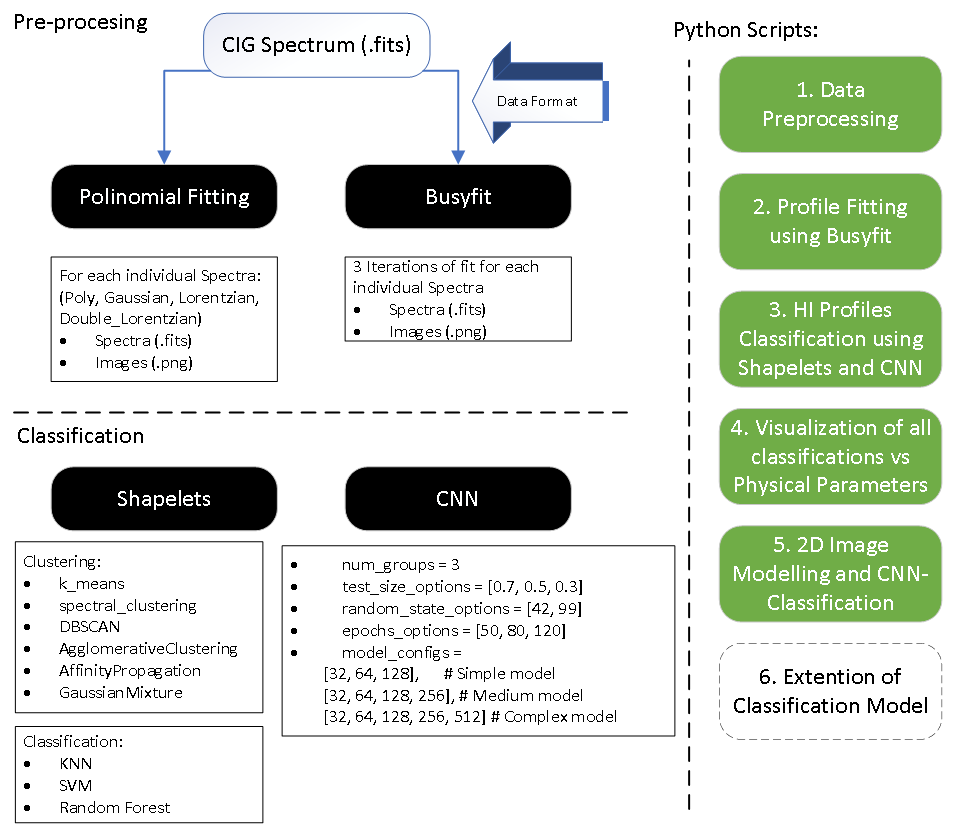 Pre-procesing
CIG Spectrum (.fits)
Data Format
Polinomial Fitting
Busyfit
For each individual Spectra:
(Poly, Gaussian, Lorentzian,
Double_Lorentzian)
• Spectra (.fits)
• Images (.png)
3 Iterations of fit for each
individual Spectra
• Spectra (.fits)
• Images (.png)
Classification
Shapelets
CNN
Clustering:
• k_means
• spectral_clustering
• DBSCAN
• AgglomerativeClustering
• AffinityPropagation
• GaussianMixture
Classification:
• KNN
• SVM
• Random Forest
• num_groups = 3
• test_size_options = [0.7, 0.5, 0.3]
• random_state_options = [42, 99]
• epochs_options = [50, 80, 120]
• model_configs =
[32, 64, 128], # Simple model
[32, 64, 128, 256], # Medium model
[32, 64, 128, 256, 512] # Complex model
Python Scripts:
1. Data
Preprocessing
2. Profile Fitting
using Busyfit
3. HI Profiles
Classification using
Shapelets and CNN
4. Visualization of all
classifications vs
Physical Parameters
5. 2D Image
Modelling and CNN-
Classification
6. Extention of
Classification Model